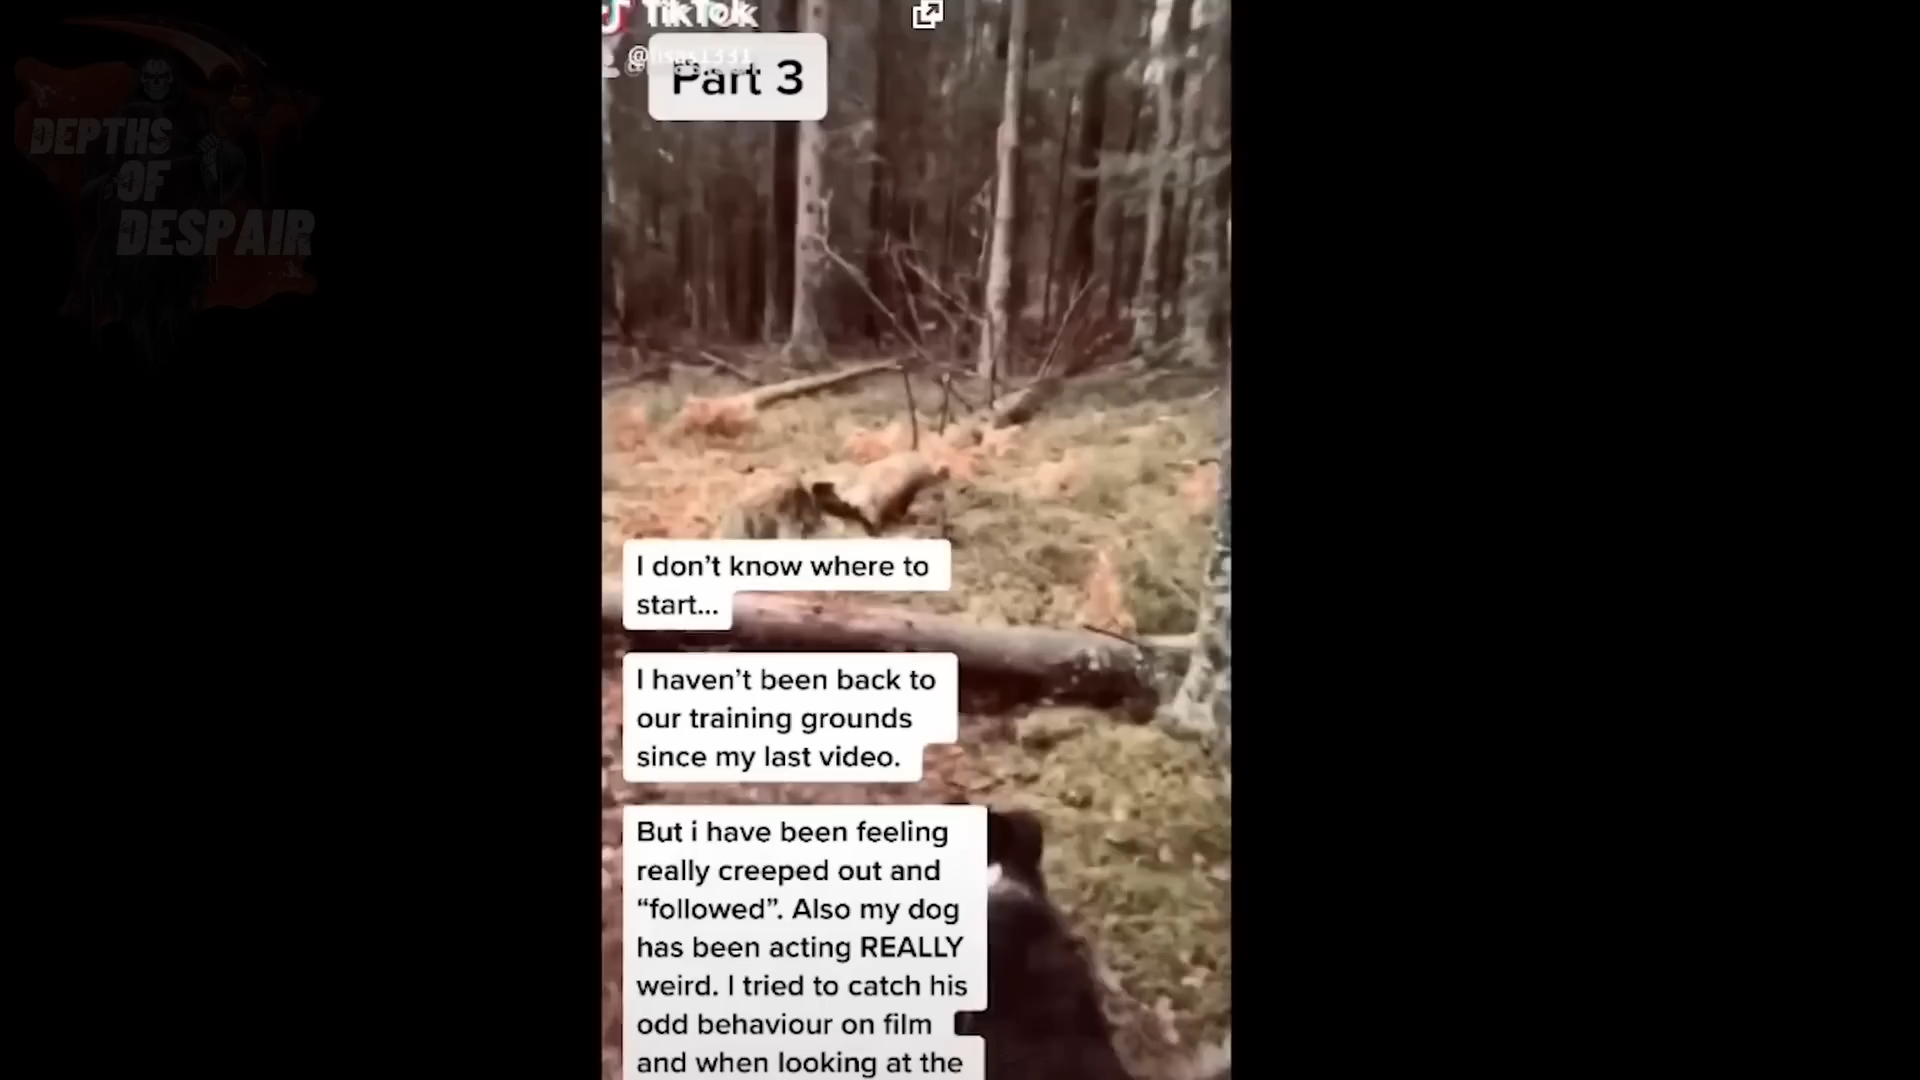 TikTok
DEPTHS
OF
DESPAIR
Part 3
I don't know where to
start...
I haven't been back to
our training grounds
since my last video.
But i have been feeling
really creeped out and
“followed”. Also my dog
has been acting REALLY
weird. I tried to catch his
odd behaviour on film
and when looking at the